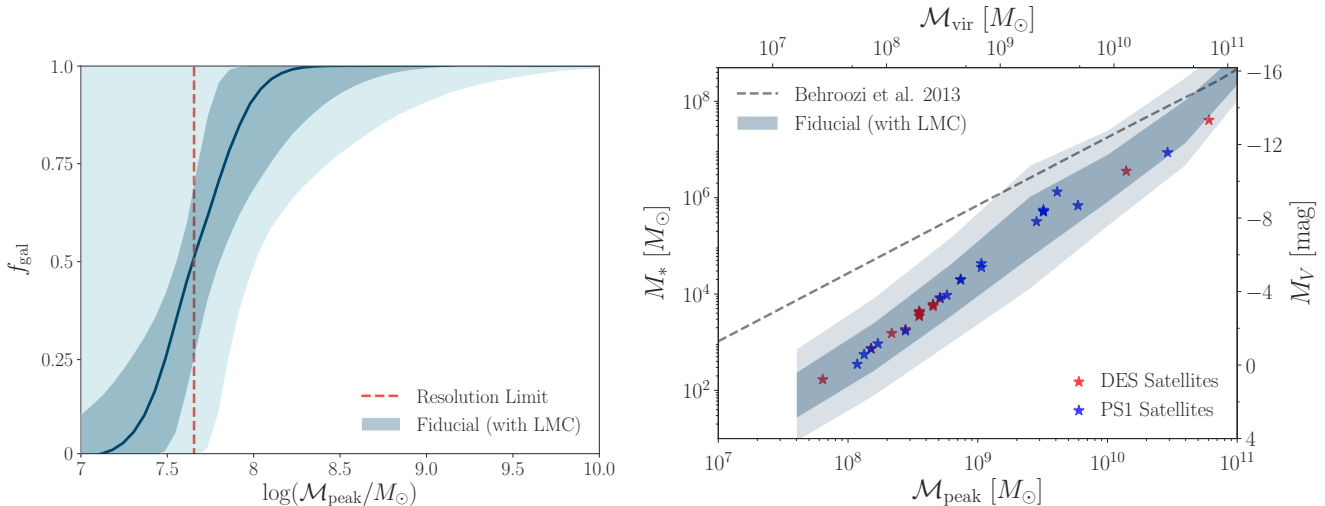 1.0
0.75
0.5
0.25
0
f_gal
Resolution Limit
Fiducial (with LMC)
7
7.5
8
8.5
9.0
9.5
10.0
log(ℳ_peak/M_⊙)
ℳ_vir [M_⊙]
10^7
10^8
10^9
10^10
10^11
Behroozi et al. 2013
Fiducial (with LMC)
10^8
10^6
10^4
10^2
M_* [M_⊙]
−16
−12
−8
−4
0
4
M_V [mag]
DES Satellites
PS1 Satellites
10^7
10^8
10^9
10^10
10^11
ℳ_peak [M_⊙]